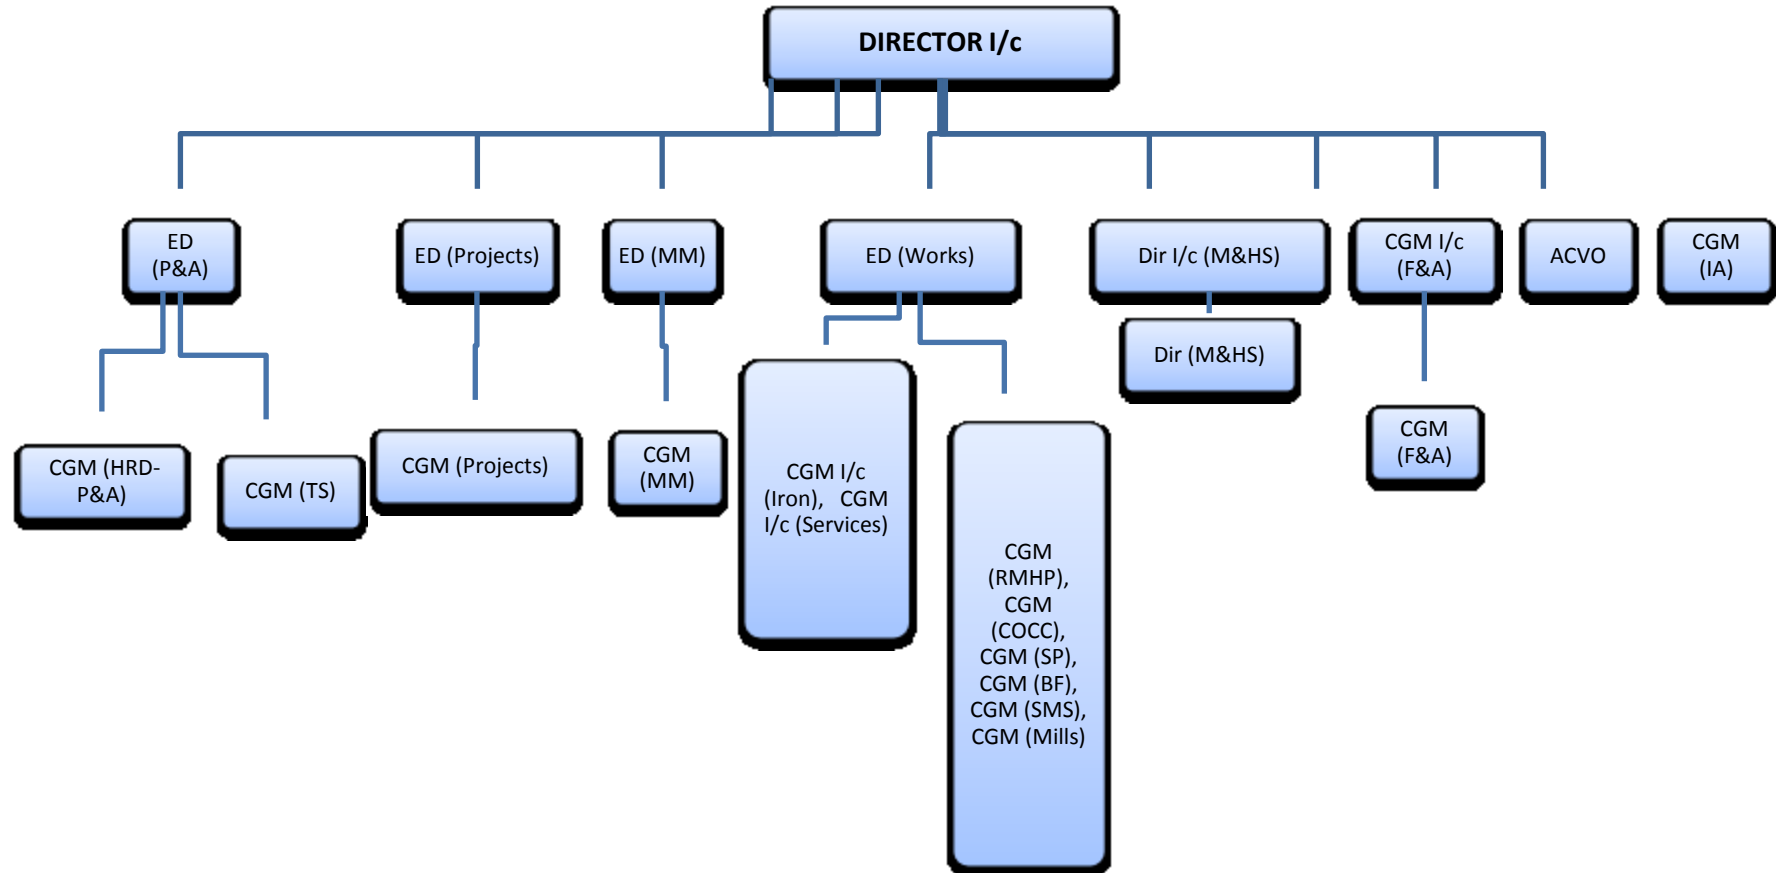 DIRECTOR I/c
ED
(P&A)
ED (Projects)
ED (MM)
ED (Works)
Dir I/c (M&HS)
CGM I/c
(F&A)
ACVO
CGM
(IA)
Dir (M&HS)
CGM (HRD-
P&A)
CGM (TS)
CGM (Projects)
CGM
(MM)
CGM I/c
(Iron),   CGM
I/c (Services)
CGM
(RMHP),
CGM
(COCC),
CGM (SP),
CGM (BF),
CGM (SMS),
CGM (Mills)
CGM
(F&A)